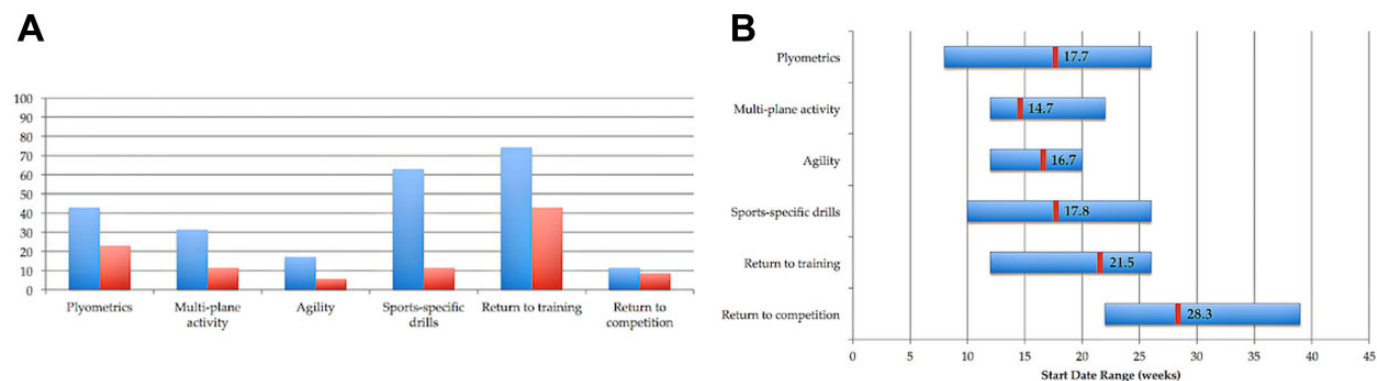 A
100
90
80
70
60
50
40
30
20
10
0
Plyometrics
Multi-plane
activity
Agility
Sports-specific
drills
Return to training
Return to
competition
B
Plyometrics
17.7
Multi-plane activity
14.7
Agility
16.7
Sports-specific drills
17.8
Return to training
21.5
Return to competition
28.3
0 5 10 15 20 25 30 35 40 45
Start Date Range (weeks)